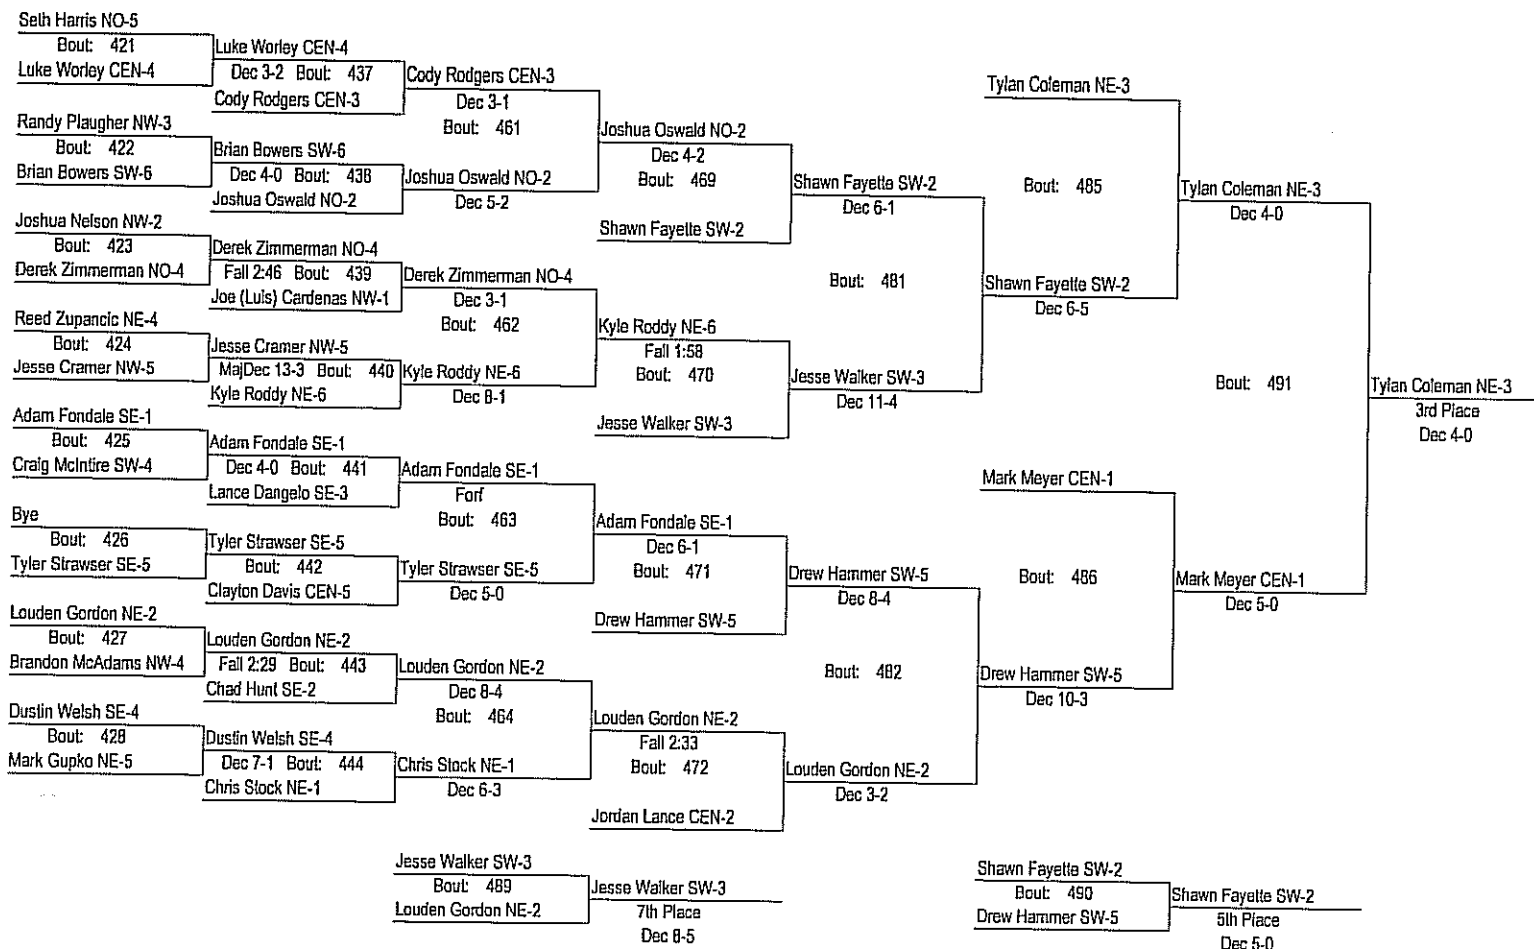 Seth Harris NO-5
Bout: 421
Luke Worley CEN-4
Randy Plaugher NW-3
Bout: 422
Brian Bowers SW-6
Joshua Nelson NW-2
Bout: 423
Derek Zimmerman NO-4
Reed Zupancic NE-4
Bout: 424
Jesse Cramer NW-5
Adam Fondale SE-1
Bout: 425
Craig McIntire SW-4
Bye
Bout: 426
Tyler Strawser SE-5
Louden Gordon NE-2
Bout: 427
Brandon McAdams NW-4
Dustin Welsh SE-4
Bout: 428
Mark Gupko NE-5
Luke Worley CEN-4
Dec 3-2 Bout: 437
Cody Rodgers CEN-3
Brian Bowers SW-6
Dec 4-0 Bout: 438
Joshua Oswald NO-2
Derek Zimmerman NO-4
Fall 2:46 Bout: 439
Joe (Luis) Cardenas NW-1
Jesse Cramer NW-5
MajDec 13-3 Bout: 440
Kyle Roddy NE-6
Adam Fondale SE-1
Dec 4-0 Bout: 441
Lance Dangelo SE-3
Tyler Strawser SE-5
Bout: 442
Clayton Davis CEN-5
Louden Gordon NE-2
Fall 2:29 Bout: 443
Chad Hunt SE-2
Dustin Welsh SE-4
Dec 7-1 Bout: 444
Chris Stock NE-1
Cody Rodgers CEN-3
Dec 3-1
Bout: 461
Joshua Oswald NO-2
Dec 5-2
Derek Zimmerman NO-4
Dec 3-1
Bout: 462
Kyle Roddy NE-6
Dec 8-1
Adam Fondale SE-1
Forf
Bout: 463
Tyler Strawser SE-5
Dec 5-0
Louden Gordon NE-2
Dec 8-4
Bout: 464
Chris Stock NE-1
Dec 6-3
Joshua Oswald NO-2
Dec 4-2
Bout: 469
Shawn Fayette SW-2
Kyle Roddy NE-6
Fall 1:58
Bout: 470
Jesse Walker SW-3
Adam Fondale SE-1
Dec 6-1
Bout: 471
Drew Hammer SW-5
Louden Gordon NE-2
Fall 2:33
Bout: 472
Jordan Lance CEN-2
Shawn Fayette SW-2
Dec 6-1
Bout: 481
Jesse Walker SW-3
Dec 11-4
Drew Hammer SW-5
Dec 8-4
Bout: 482
Louden Gordon NE-2
Dec 3-2
Tylan Coleman NE-3
Bout: 485
Shawn Fayette SW-2
Dec 6-5
Mark Meyer CEN-1
Bout: 486
Drew Hammer SW-5
Dec 10-3
Tylan Coleman NE-3
Dec 4-0
Bout: 491
Mark Meyer CEN-1
Dec 5-0
Tylan Coleman NE-3
3rd Place
Dec 4-0
Jesse Walker SW-3
Bout: 489
Louden Gordon NE-2
Jesse Walker SW-3
7th Place
Dec 8-5
Shawn Fayette SW-2
Bout: 490
Drew Hammer SW-5
Shawn Fayette SW-2
5th Place
Dec 5-0